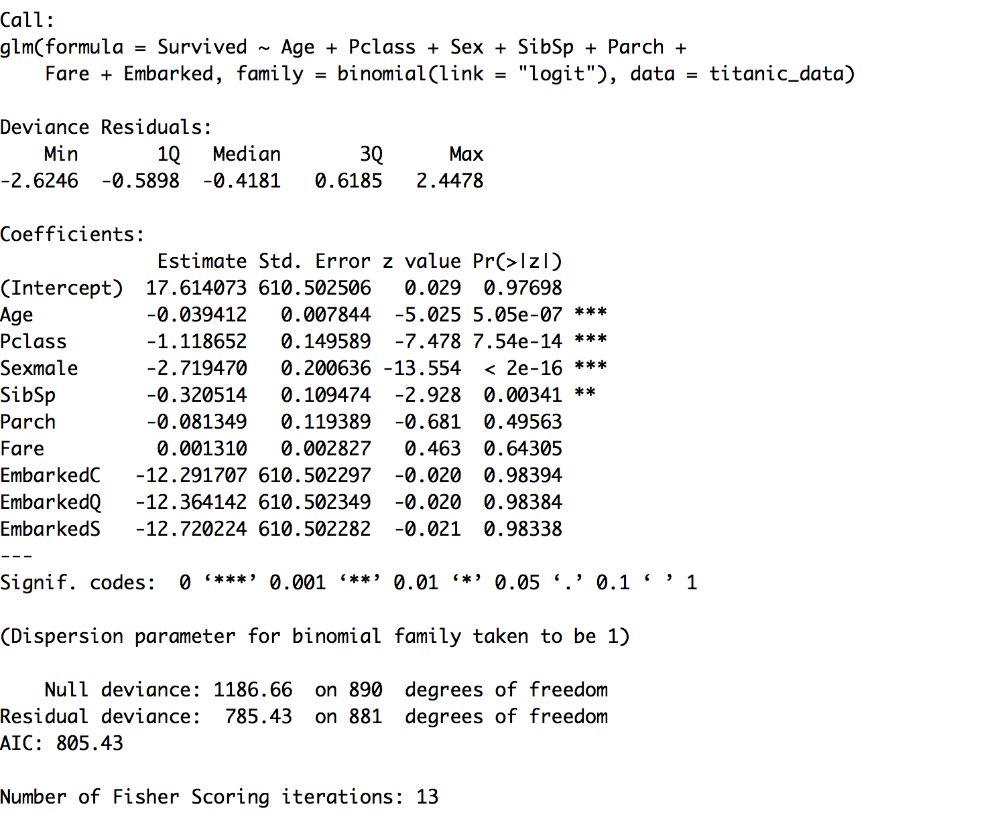 Call:
glm(formula = Survived ~ Age + Pclass + Sex + SibSp + Parch +
    Fare + Embarked, family = binomial(link = "logit"), data = titanic_data)

Deviance Residuals:
    Min       1Q   Median       3Q      Max
-2.6246  -0.5898  -0.4181   0.6185   2.4478

Coefficients:
              Estimate Std. Error z value Pr(>|z|)
(Intercept)  17.614073 610.502506   0.029  0.97698
Age          -0.039412   0.007844  -5.025 5.05e-07 ***
Pclass       -1.118652   0.149589  -7.478 7.54e-14 ***
Sexmale      -2.719470   0.200636 -13.554  < 2e-16 ***
SibSp        -0.320514   0.109474  -2.928  0.00341 **
Parch        -0.081349   0.119389  -0.681  0.49563
Fare          0.001310   0.002827   0.463  0.64305
EmbarkedC   -12.291707 610.502297  -0.020  0.98394
EmbarkedQ   -12.364142 610.502349  -0.020  0.98384
EmbarkedS   -12.720224 610.502282  -0.021  0.98338
---
Signif. codes:  0 ‘***’ 0.001 ‘**’ 0.01 ‘*’ 0.05 ‘.’ 0.1 ‘ ’ 1

(Dispersion parameter for binomial family taken to be 1)

    Null deviance: 1186.66  on 890  degrees of freedom
Residual deviance:  785.43  on 881  degrees of freedom
AIC: 805.43

Number of Fisher Scoring iterations: 13